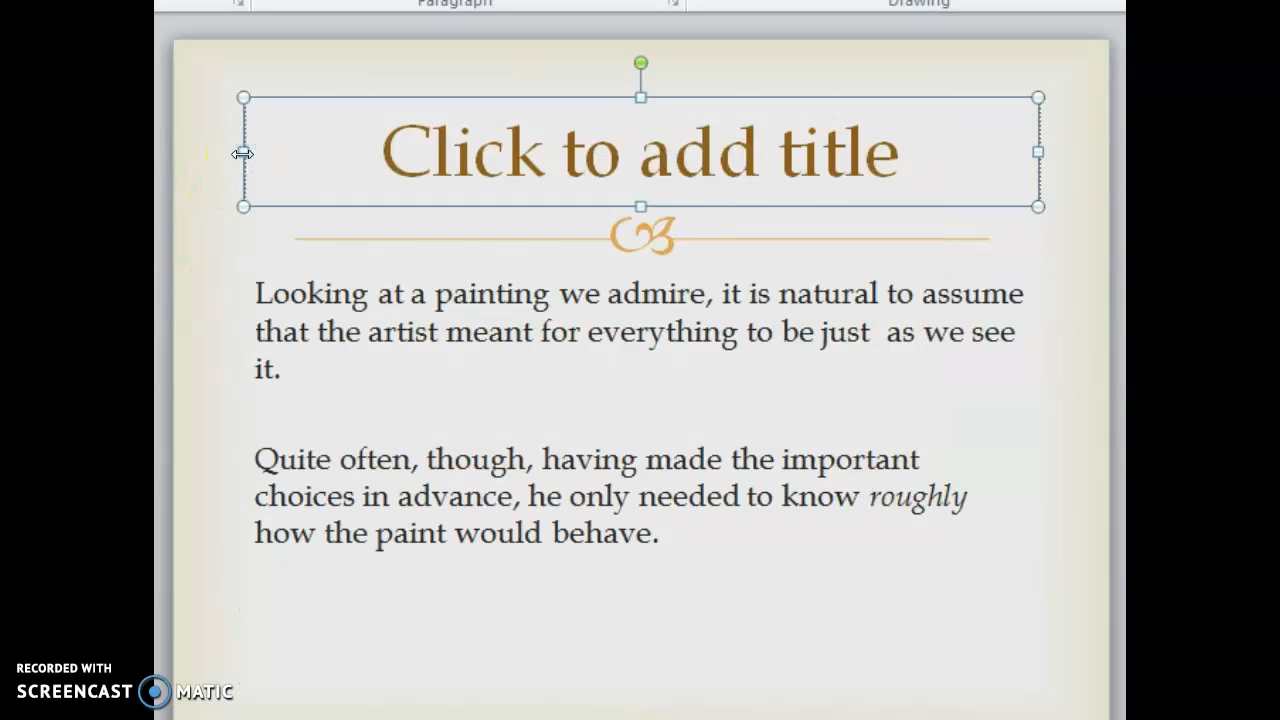 Paragraph
Drawing
Click to add title
Looking at a painting we admire, it is natural to assume
that the artist meant for everything to be just  as we see
it.
Quite often, though, having made the important
choices in advance, he only needed to know roughly
how the paint would behave.
RECORDED WITH
SCREENCAST MATIC